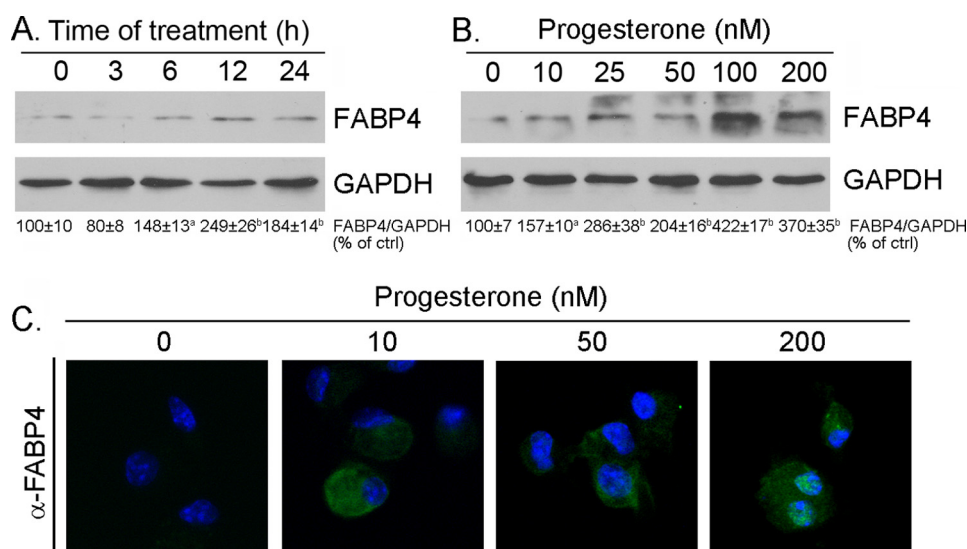 A. Time of treatment (h)
0 3 6 12 24
FABP4
GAPDH
100±10 80±8 148±13ᵃ 249±26ᵇ 184±14ᵇ FABP4/GAPDH
(% of ctrl)
B. Progesterone (nM)
0 10 25 50 100 200
FABP4
GAPDH
100±7 157±10ᵃ 286±38ᵇ 204±16ᵇ 422±17ᵇ 370±35ᵇ FABP4/GAPDH
(% of ctrl)
C. Progesterone (nM)
0 10 50 200
α-FABP4